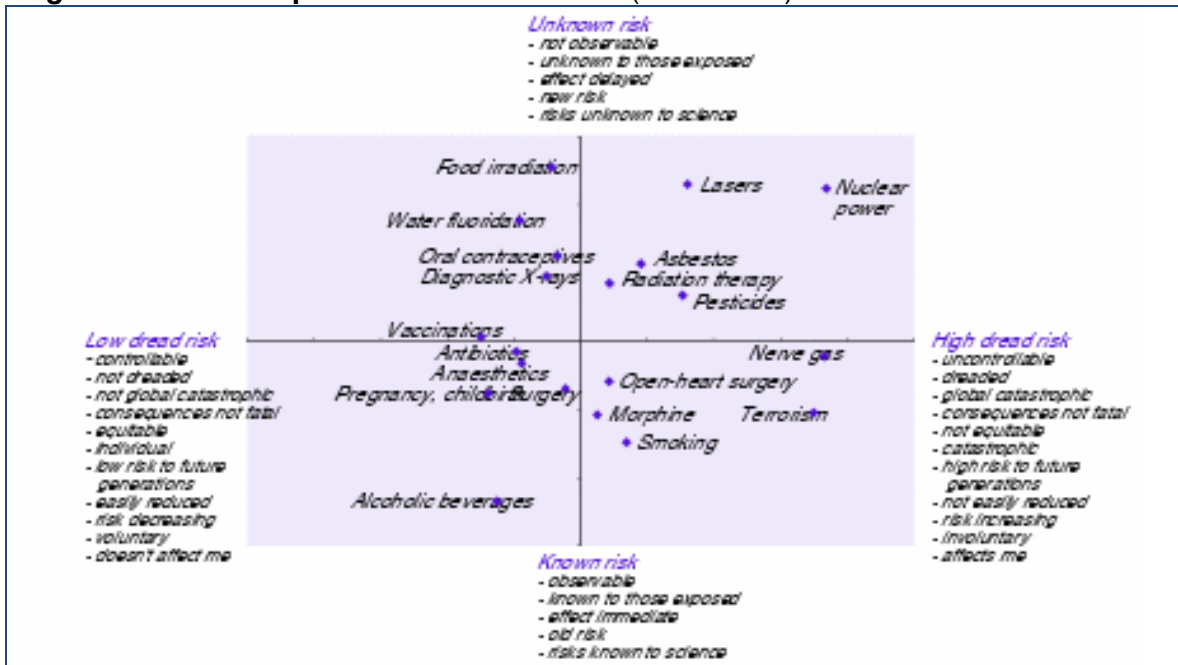 Unknown risk
- not observable
- unknown to those exposed
- effect delayed
- new risk
- risks unknown to science
Food irradiation
Lasers
Nuclear
power
Water fluoridation
Oral contraceptives
Asbestos
Diagnostic X-rays
Radiation therapy
Pesticides
Vaccinations
Low dread risk
- controllable
- not dreaded
- not global catastrophic
- consequences not fatal
- equitable
- individual
- low risk to future
generations
- easily reduced
- risk decreasing
- voluntary
- doesn't affect me
Antibiotics
Nerve gas
Anaesthetics
Open-heart surgery
Pregnancy, childbirth
Surgery
Morphine
Terrorism
Smoking
Alcoholic beverages
High dread risk
- uncontrollable
- dreaded
- global catastrophic
- consequences not fatal
- not equitable
- catastrophic
- high risk to future
generations
- not easily reduced
- risk increasing
- involuntary
- affects me
Known risk
- observable
- known to those exposed
- effect immediate
- old risk
- risks known to science